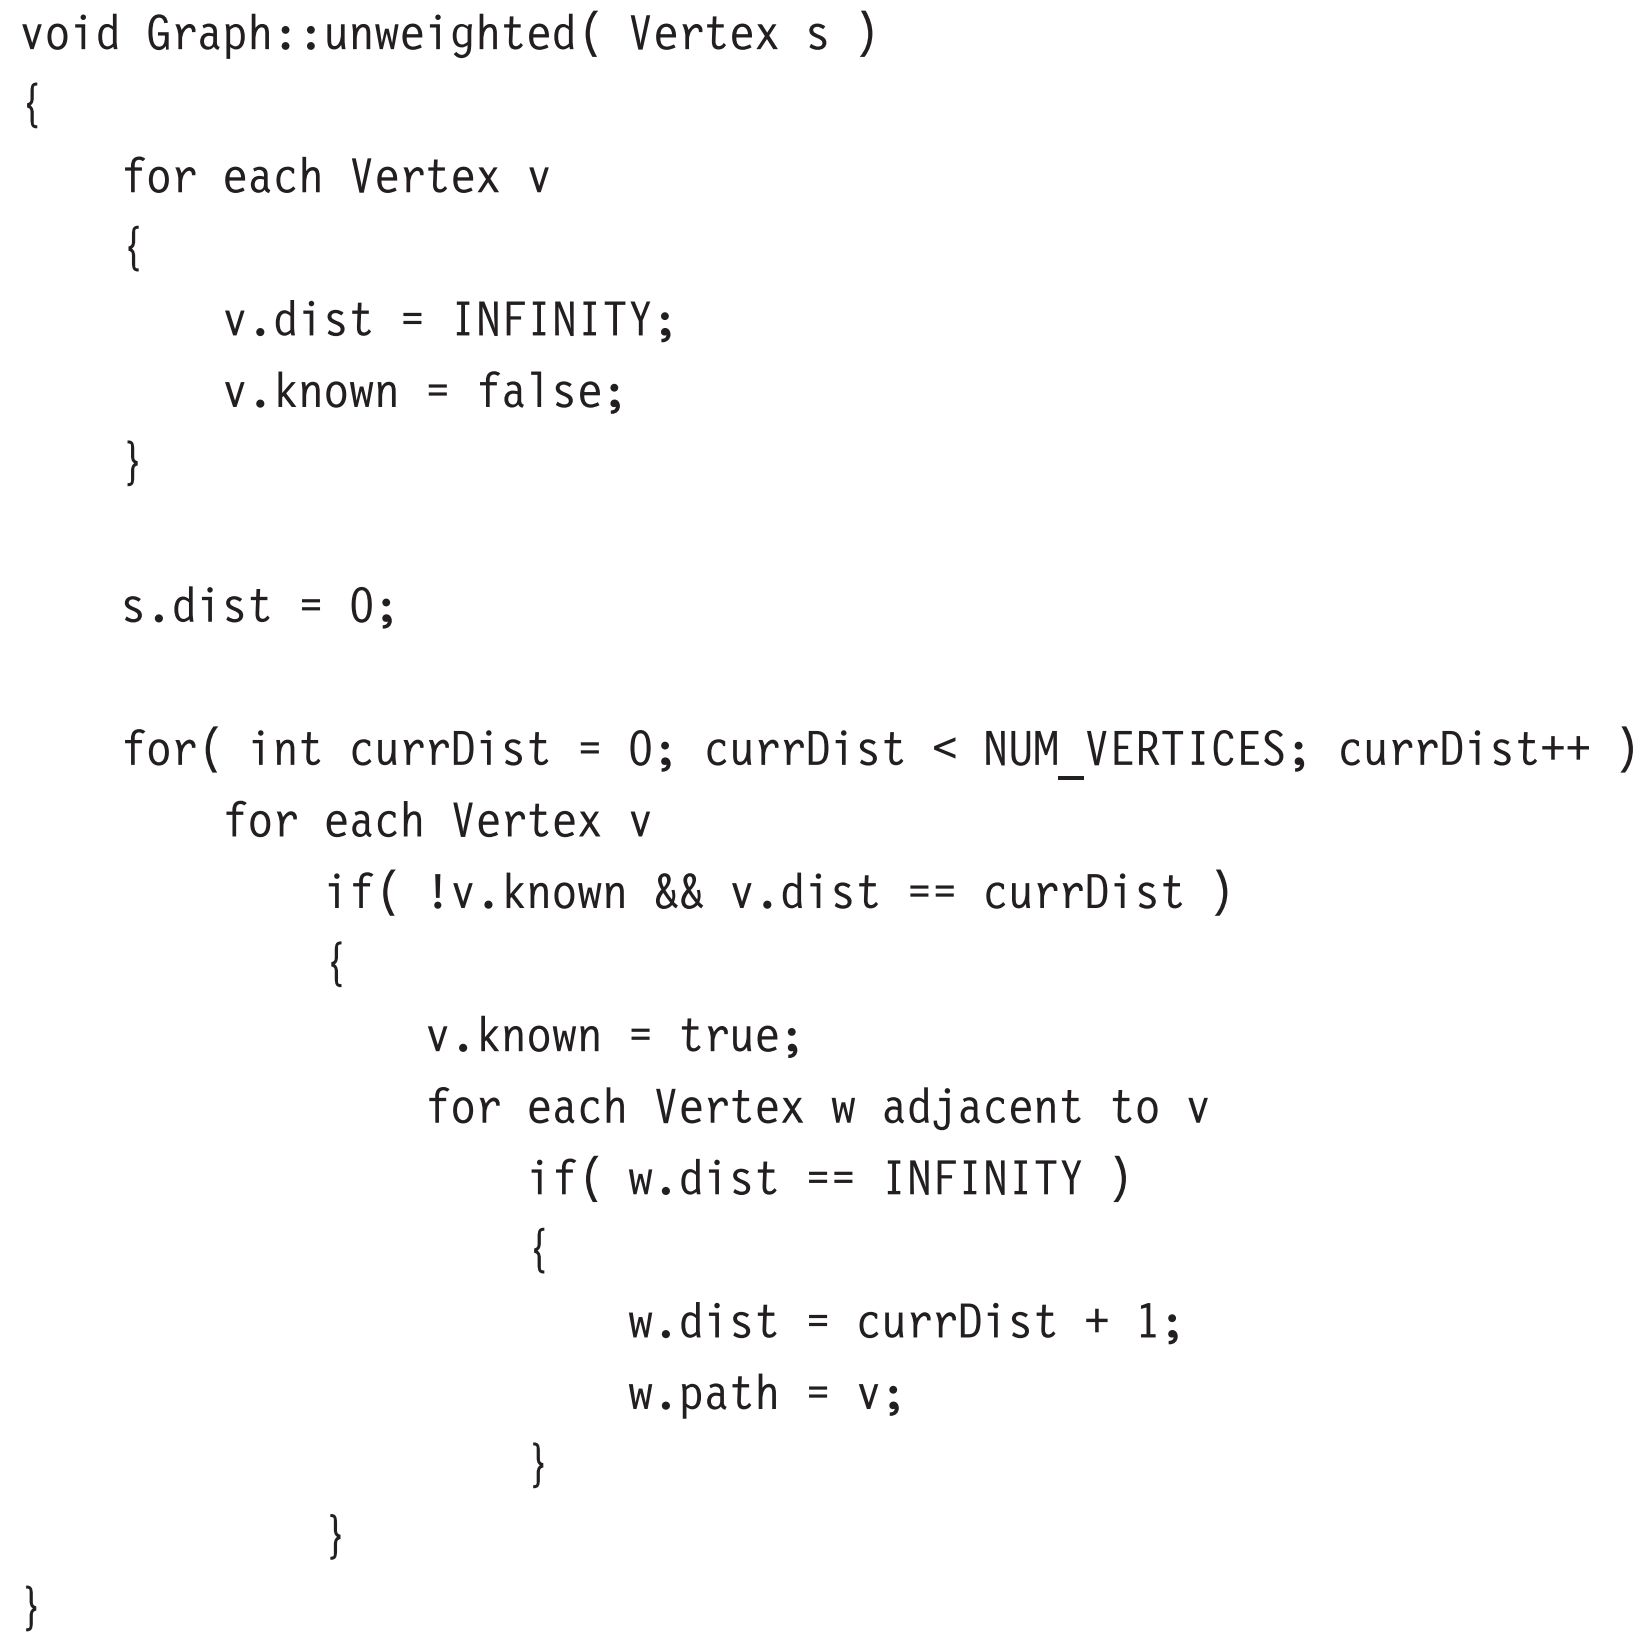 void Graph::unweighted( Vertex s )
{
    for each Vertex v
    {
        v.dist = INFINITY;
        v.known = false;
    }

    s.dist = 0;

    for( int currDist = 0; currDist < NUM_VERTICES; currDist++ )
        for each Vertex v
            if( !v.known && v.dist == currDist )
            {
                v.known = true;
                for each Vertex w adjacent to v
                    if( w.dist == INFINITY )
                    {
                        w.dist = currDist + 1;
                        w.path = v;
                    }
            }
}